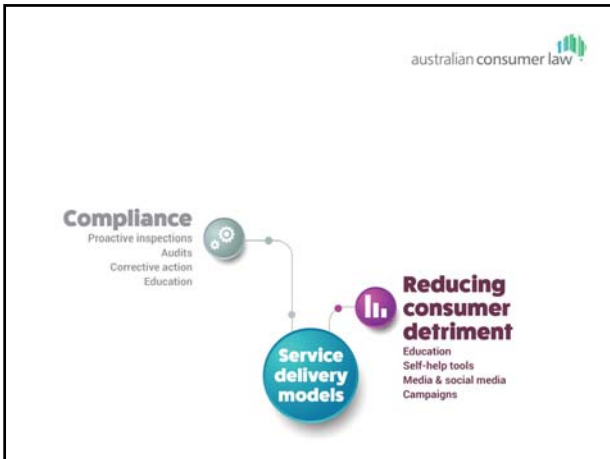 australian consumer law
Compliance
Proactive inspections
Audits
Corrective action
Education
Reducing
consumer
detriment
Education
Self-help tools
Media & social media
Campaigns
Service
delivery
models